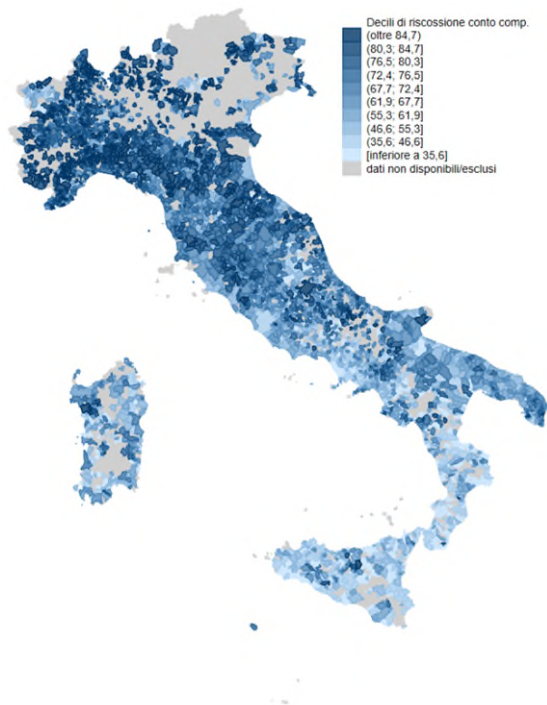 Decili di riscossione conto comp.
(oltre 84,7)
(80,3; 84,7]
(76,5; 80,3]
(72,4; 76,5]
(67,7; 72,4]
(61,9; 67,7]
(55,3; 61,9]
(46,6; 55,3]
(35,6; 46,6]
[inferiore a 35,6]
dati non disponibili/esclusi